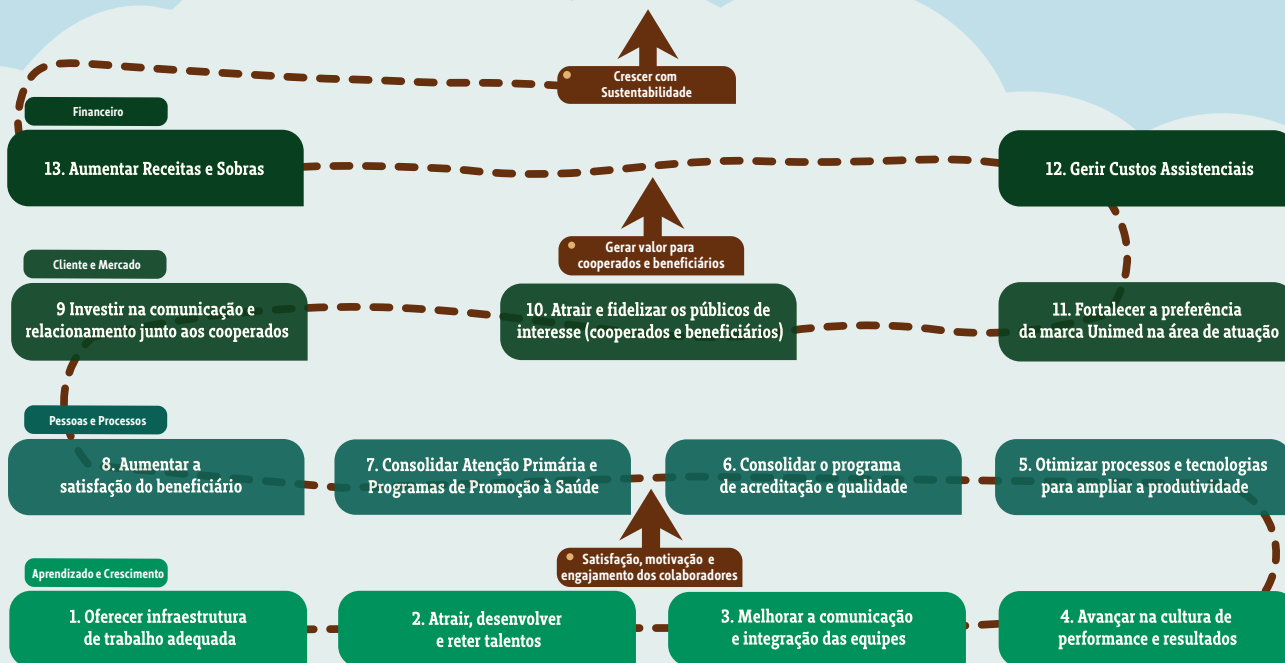 Crescer com
Sustentabilidade
Financeiro
13. Aumentar Receitas e Sobras
12. Gerir Custos Assistenciais
Gerar valor para
cooperados e beneficiários
Cliente e Mercado
9 Investir na comunicação e
relacionamento junto aos cooperados
10. Atrair e fidelizar os públicos de
interesse (cooperados e beneficiários)
11. Fortalecer a preferência
da marca Unimed na área de atuação
Pessoas e Processos
8. Aumentar a
satisfação do beneficiário
7. Consolidar Atenção Primária e
Programas de Promoção à Saúde
6. Consolidar o programa
de acreditação e qualidade
5. Otimizar processos e tecnologias
para ampliar a produtividade
Satisfação, motivação e
engajamento dos colaboradores
Aprendizado e Crescimento
1. Oferecer infraestrutura
de trabalho adequada
2. Atrair, desenvolver
e reter talentos
3. Melhorar a comunicação
e integração das equipes
4. Avançar na cultura de
performance e resultados